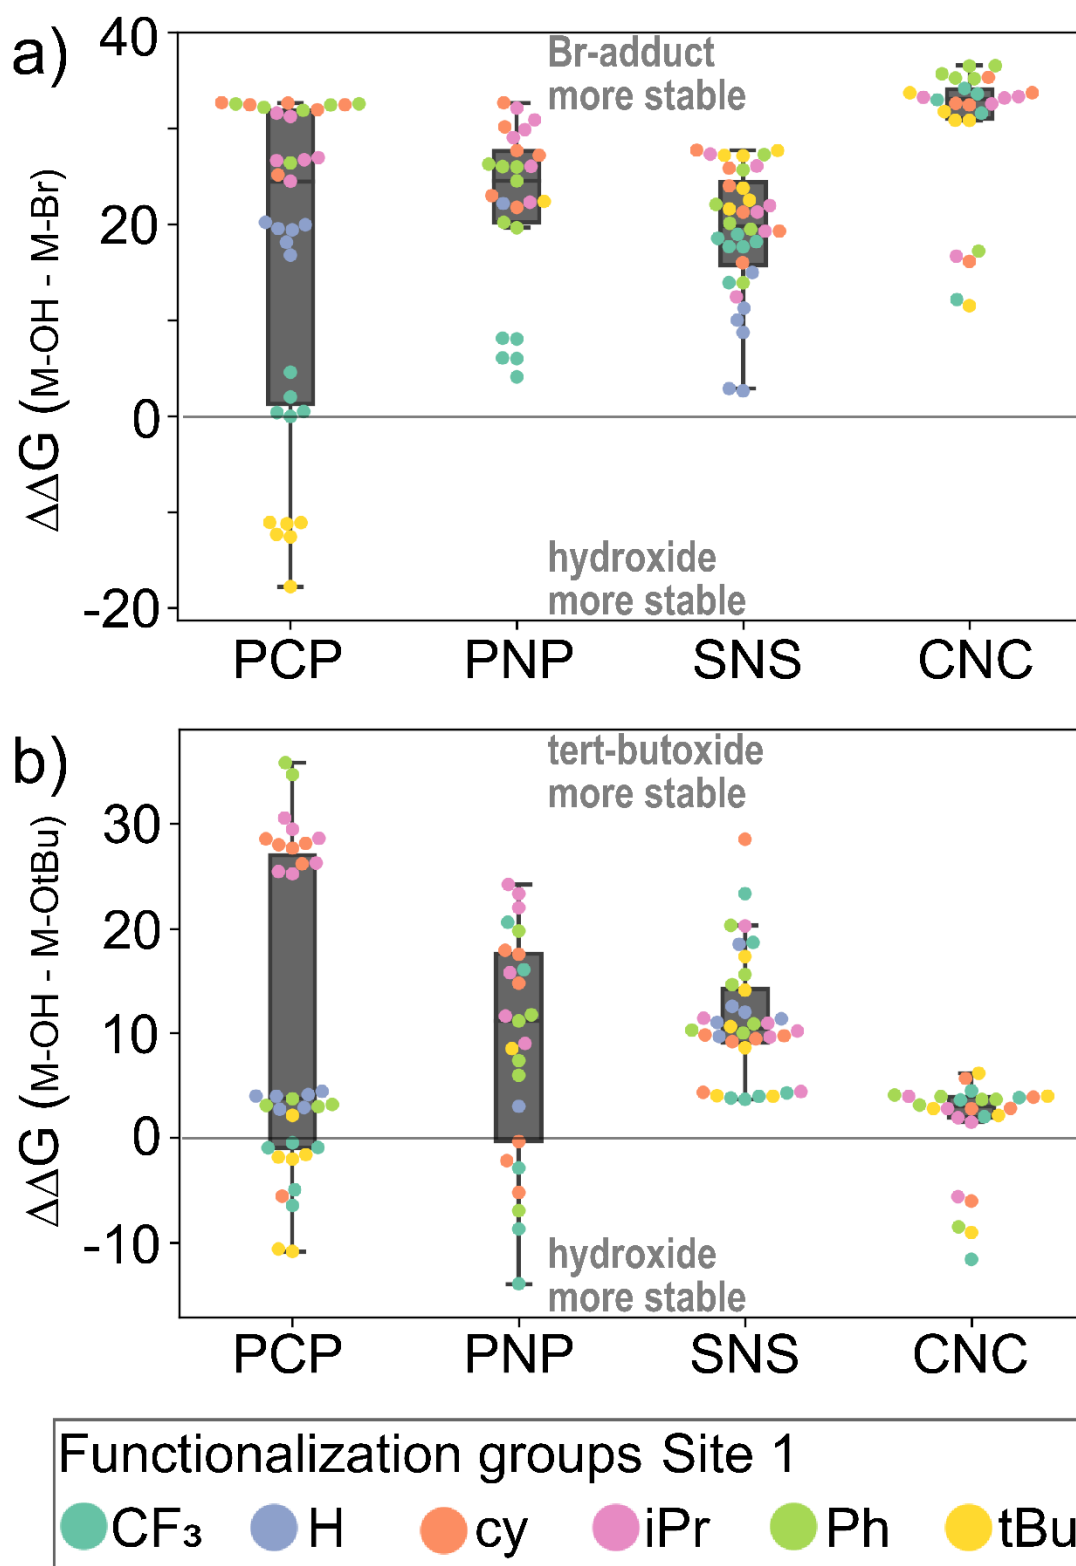 a)
40
20
0
-20
ΔΔG (M-OH - M-Br)
Br-adduct
more stable
hydroxide
more stable
PCP PNP SNS CNC
b)
30
20
10
0
-10
ΔΔG (M-OH - M-OtBu)
tert-butoxide
more stable
hydroxide
more stable
PCP PNP SNS CNC
Functionalization groups Site 1
CF₃ H cy iPr Ph tBu